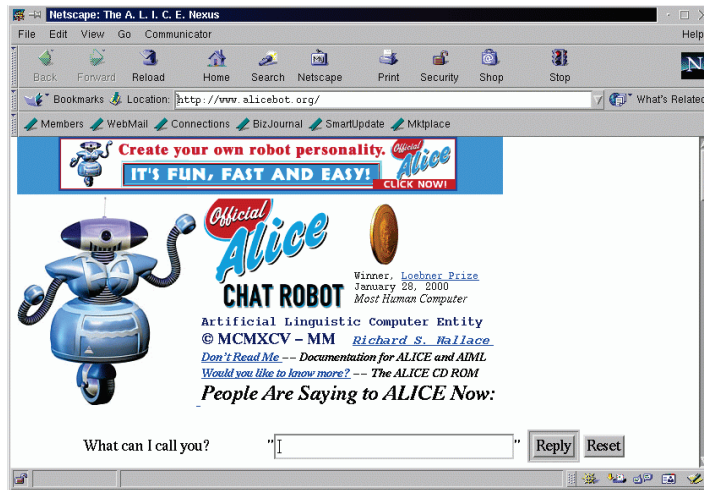 Netscape: The A. L. I. C. E. Nexus
File Edit View Go Communicator Help
Back Forward Reload Home Search Netscape Print Security Shop Stop
N
Bookmarks Location: http://www.alicebot.org/ What's Related
Members WebMail Connections BizJournal SmartUpdate Mktplace
Create your own robot personality.
IT'S FUN, FAST AND EASY!
Official
Alice
CLICK NOW!
Official
Alice
CHAT ROBOT
Winner, Loebner Prize
January 28, 2000
Most Human Computer
Artificial Linguistic Computer Entity
© MCMXCV – MM Richard S. Wallace
Don't Read Me –– Documentation for ALICE and AIML
Would you like to know more? –– The ALICE CD ROM
People Are Saying to ALICE Now:
What can I call you? " " Reply Reset